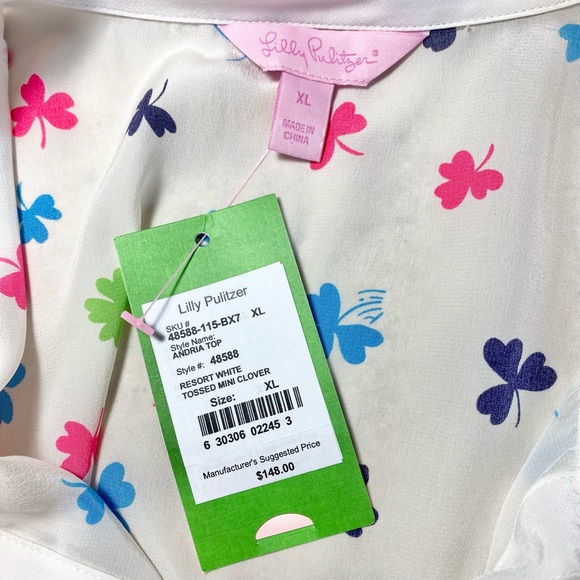 Lilly Pulitzer®
XL
MADE IN
CHINA
Lilly Pulitzer
SKU #
48588-115-BX7 XL
Style Name:
ANDRIA TOP
Style #: 48588
RESORT WHITE
TOSSED MINI CLOVER
Size: XL
6 30306 02245 3
Manufacturer's Suggested Price
$148.00